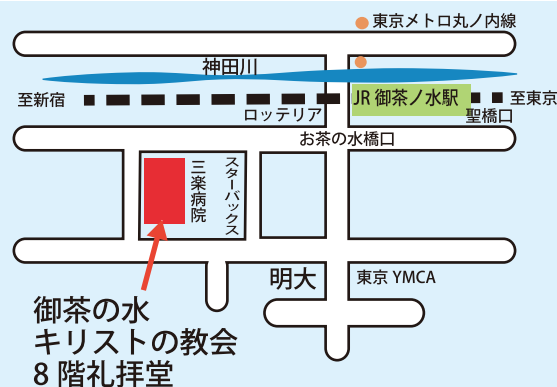 東京メトロ丸ノ内線
神田川
至新宿
JR 御茶ノ水駅
至東京
ロッテリア
聖橋口
お茶の水橋口
三楽病院
スターバックス
明大
東京 YMCA
御茶の水
キリストの教会
8 階礼拝堂